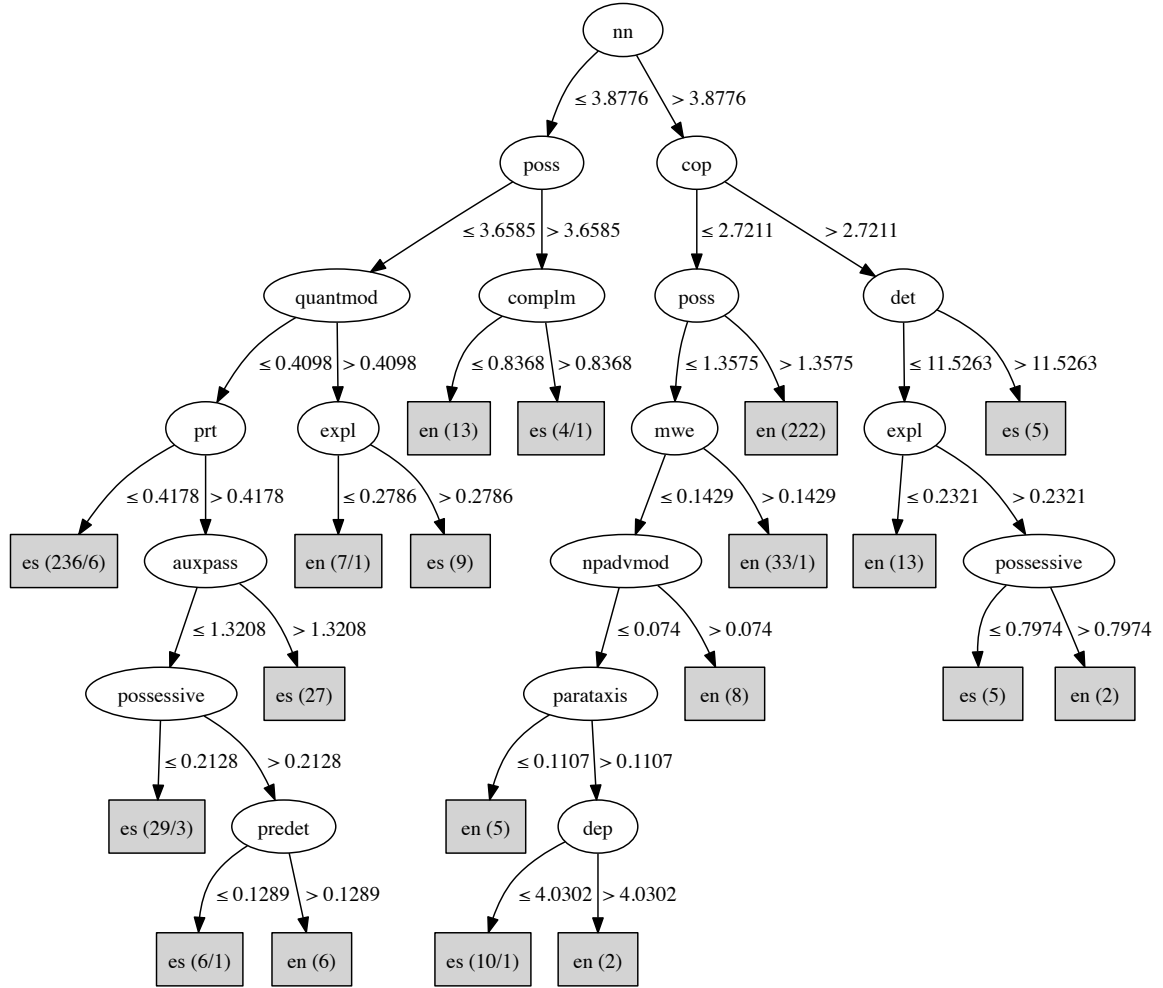 nn
≤ 3.8776
> 3.8776
poss
cop
≤ 3.6585
> 3.6585
≤ 2.7211
> 2.7211
quantmod
complm
poss
det
≤ 0.4098
> 0.4098
≤ 0.8368
> 0.8368
≤ 1.3575
> 1.3575
≤ 11.5263
> 11.5263
prt
expl
en (13)
es (4/1)
mwe
en (222)
expl
es (5)
≤ 0.4178
> 0.4178
≤ 0.2786
> 0.2786
≤ 0.1429
> 0.1429
≤ 0.2321
> 0.2321
es (236/6)
auxpass
en (7/1)
es (9)
npadvmod
en (33/1)
en (13)
possessive
≤ 1.3208
> 1.3208
≤ 0.074
> 0.074
≤ 0.7974
> 0.7974
possessive
es (27)
parataxis
en (8)
es (5)
en (2)
≤ 0.2128
> 0.2128
≤ 0.1107
> 0.1107
es (29/3)
predet
en (5)
dep
≤ 0.1289
> 0.1289
≤ 4.0302
> 4.0302
es (6/1)
en (6)
es (10/1)
en (2)